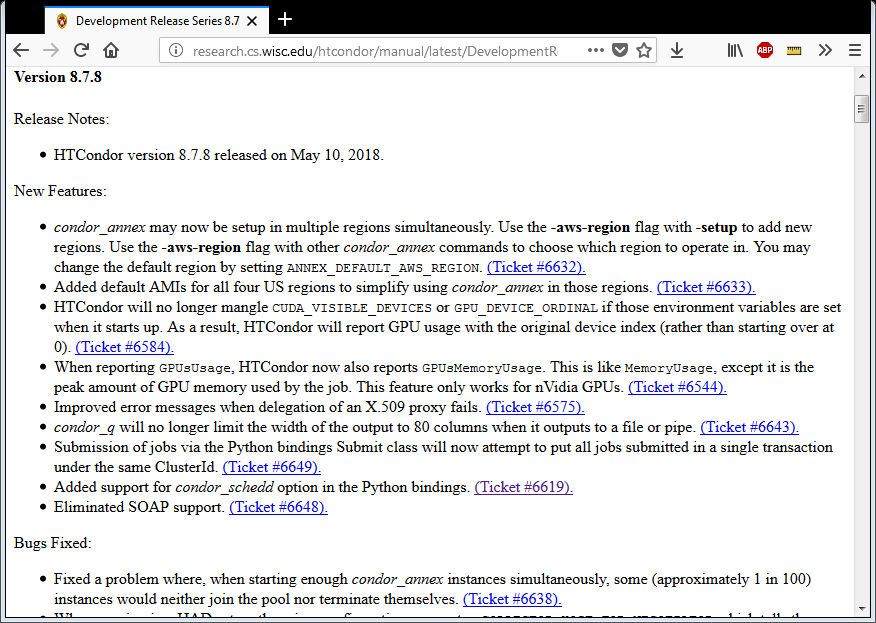 Development Release Series 8.7
research.cs.wisc.edu/htcondor/manual/latest/DevelopmentR
ABP
Version 8.7.8
Release Notes:
• HTCondor version 8.7.8 released on May 10, 2018.
New Features:
• condor_annex may now be setup in multiple regions simultaneously. Use the -aws-region flag with -setup to add new
regions. Use the -aws-region flag with other condor_annex commands to choose which region to operate in. You may
change the default region by setting ANNEX_DEFAULT_AWS_REGION. (Ticket #6632).
• Added default AMIs for all four US regions to simplify using condor_annex in those regions. (Ticket #6633).
• HTCondor will no longer mangle CUDA_VISIBLE_DEVICES or GPU_DEVICE_ORDINAL if those environment variables are set
when it starts up. As a result, HTCondor will report GPU usage with the original device index (rather than starting over at
0). (Ticket #6584).
• When reporting GPUsUsage, HTCondor now also reports GPUsMemoryUsage. This is like MemoryUsage, except it is the
peak amount of GPU memory used by the job. This feature only works for nVidia GPUs. (Ticket #6544).
• Improved error messages when delegation of an X.509 proxy fails. (Ticket #6575).
• condor_q will no longer limit the width of the output to 80 columns when it outputs to a file or pipe. (Ticket #6643).
• Submission of jobs via the Python bindings Submit class will now attempt to put all jobs submitted in a single transaction
under the same ClusterId. (Ticket #6649).
• Added support for condor_schedd option in the Python bindings. (Ticket #6619).
• Eliminated SOAP support. (Ticket #6648).
Bugs Fixed:
• Fixed a problem where, when starting enough condor_annex instances simultaneously, some (approximately 1 in 100)
instances would neither join the pool nor terminate themselves. (Ticket #6638).